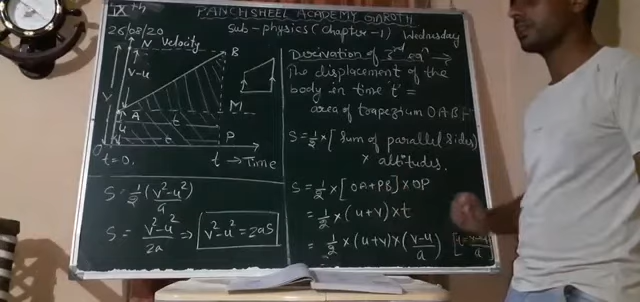 IXth PANCHSHEEL ACADEMY GAROTH
26/08/20 Sub-physics (chapter-1) Wednesday
N Velocity B
v-u
v
A t M
u
O t P
t=0. t → Time
S = 1/2 (v²-u²)/a
S = v²-u²/2a ⇒ v²-u² = 2as
Derivation of 3rd eqn →
The displacement of the
body in time 't' =
area of trapezium OABP
S = 1/2 × [Sum of parallel sides)
× altitudes.
S = 1/2 × [OA+PB] × OP
= 1/2 × (u+v) × t
= 1/2 × (u+v) × (v-u/a) [t = v-u/a]